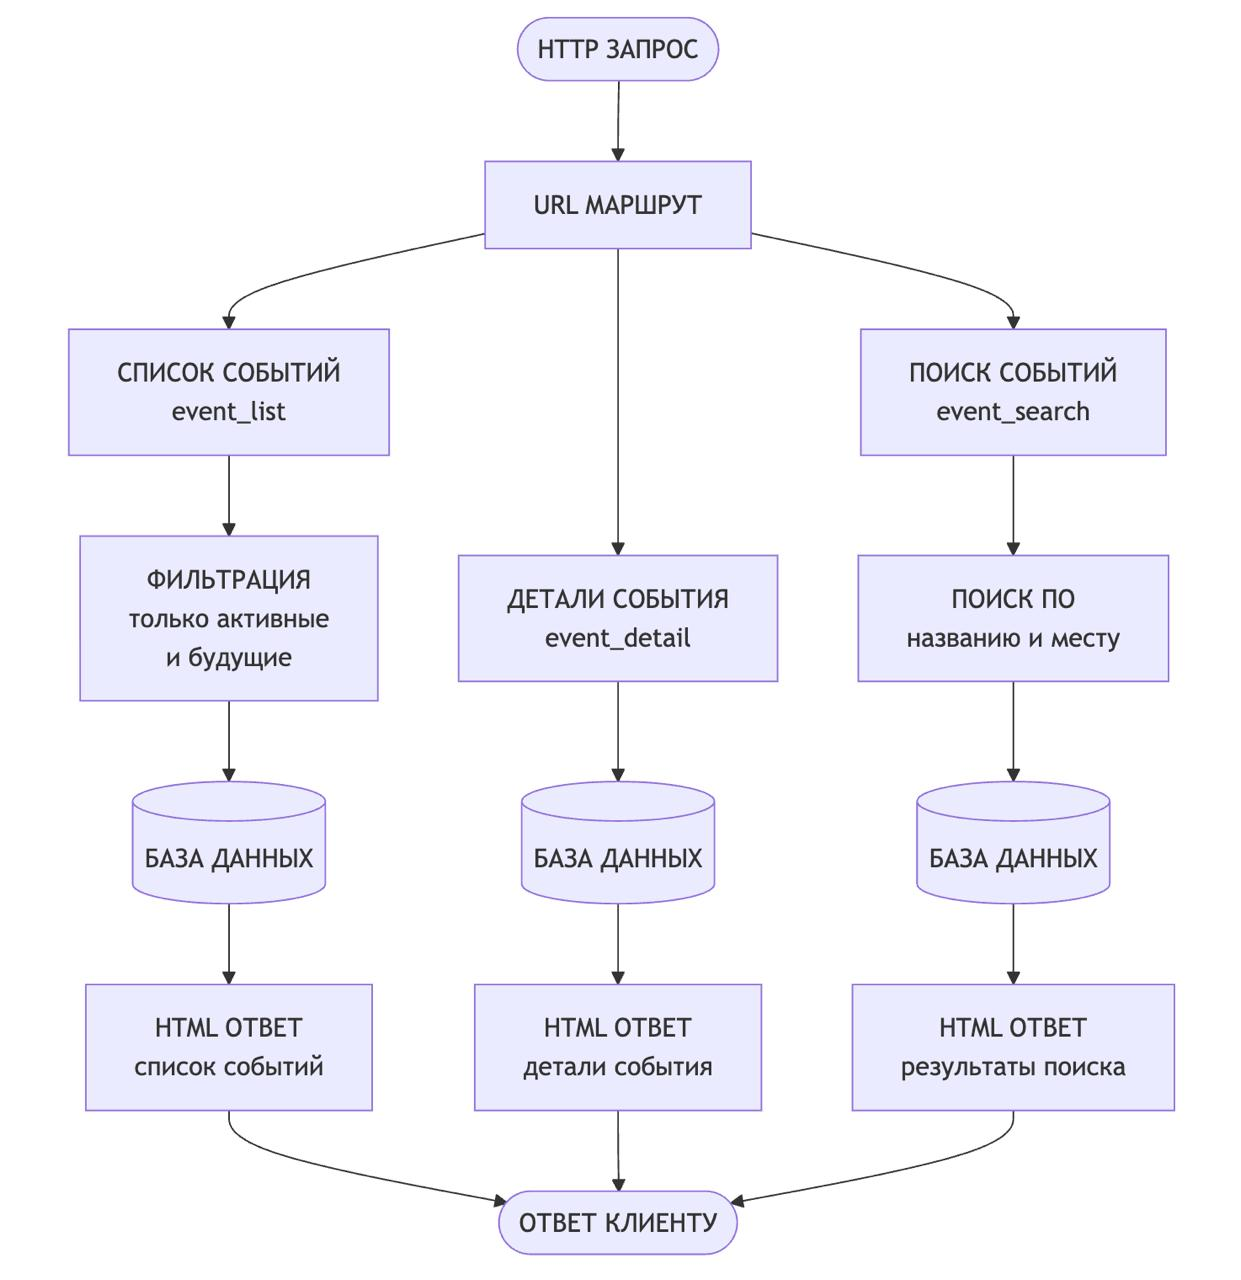 HTTP ЗАПРОС
URL МАРШРУТ
СПИСОК СОБЫТИЙ
event_list
ПОИСК СОБЫТИЙ
event_search
ФИЛЬТРАЦИЯ
только активные
и будущие
ДЕТАЛИ СОБЫТИЯ
event_detail
ПОИСК ПО
названию и месту
БАЗА ДАННЫХ
БАЗА ДАННЫХ
БАЗА ДАННЫХ
HTML ОТВЕТ
список событий
HTML ОТВЕТ
детали события
HTML ОТВЕТ
результаты поиска
ОТВЕТ КЛИЕНТУ